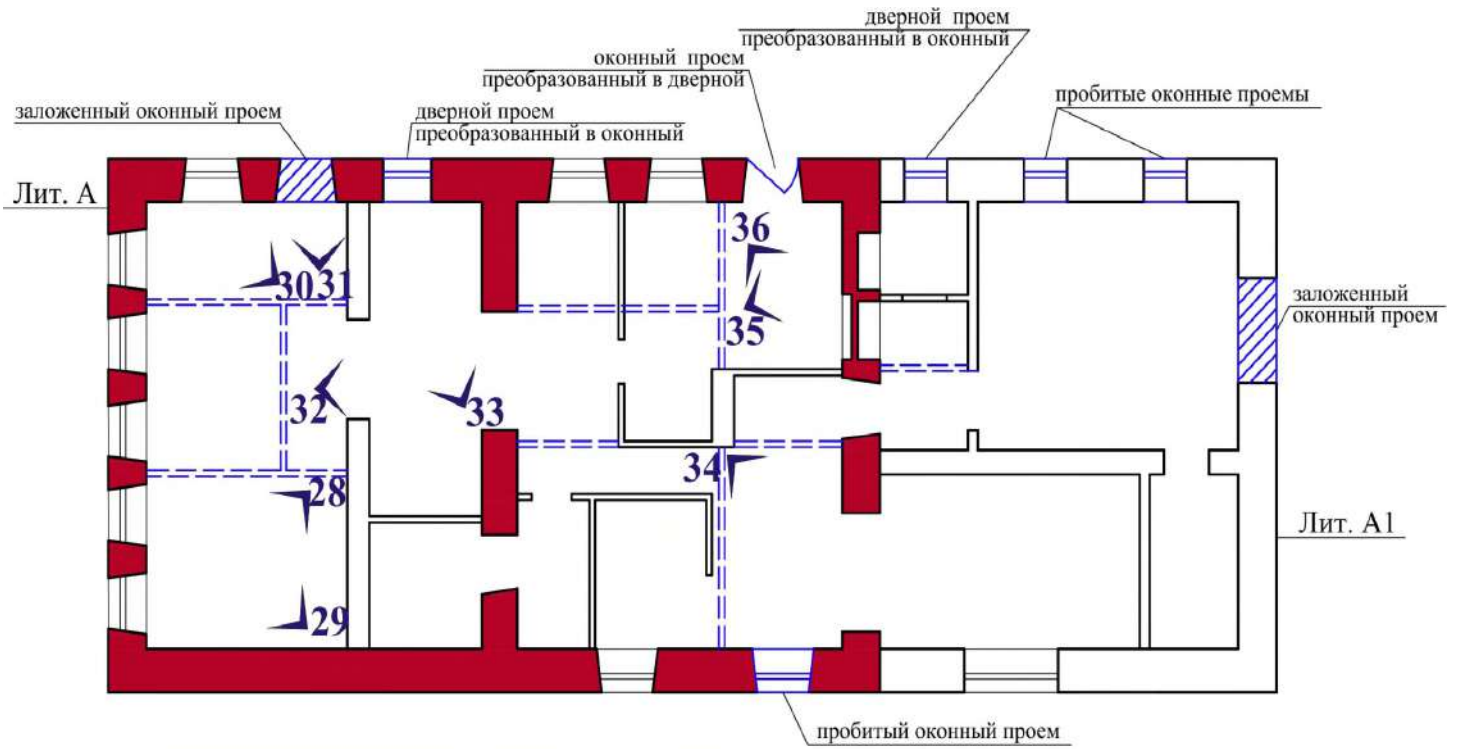 дверной проем
преобразованный в оконный
оконный проем
преобразованный в дверной
заложенный оконный проем
дверной проем
преобразованный в оконный
пробитые оконные проемы
Лит. А
36
30
31
заложенный
оконный проем
35
32
33
34
28
Лит. А1
29
пробитый оконный проем